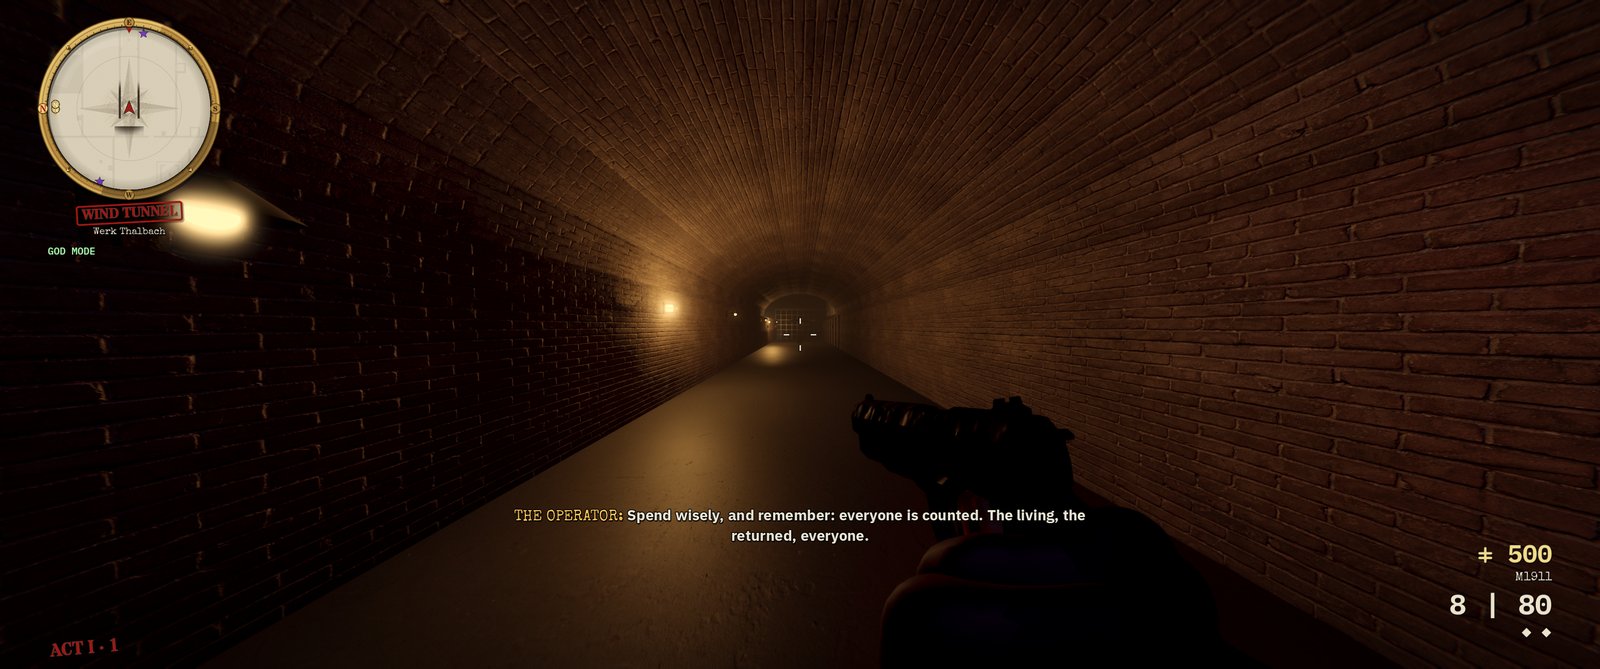 E
N
S
W
WIND TUNNEL
Werk Thalbach
GOD MODE
THE OPERATOR: Spend wisely, and remember: everyone is counted. The living, the
returned, everyone.
500
M1911
8 | 80
ACT I · 1